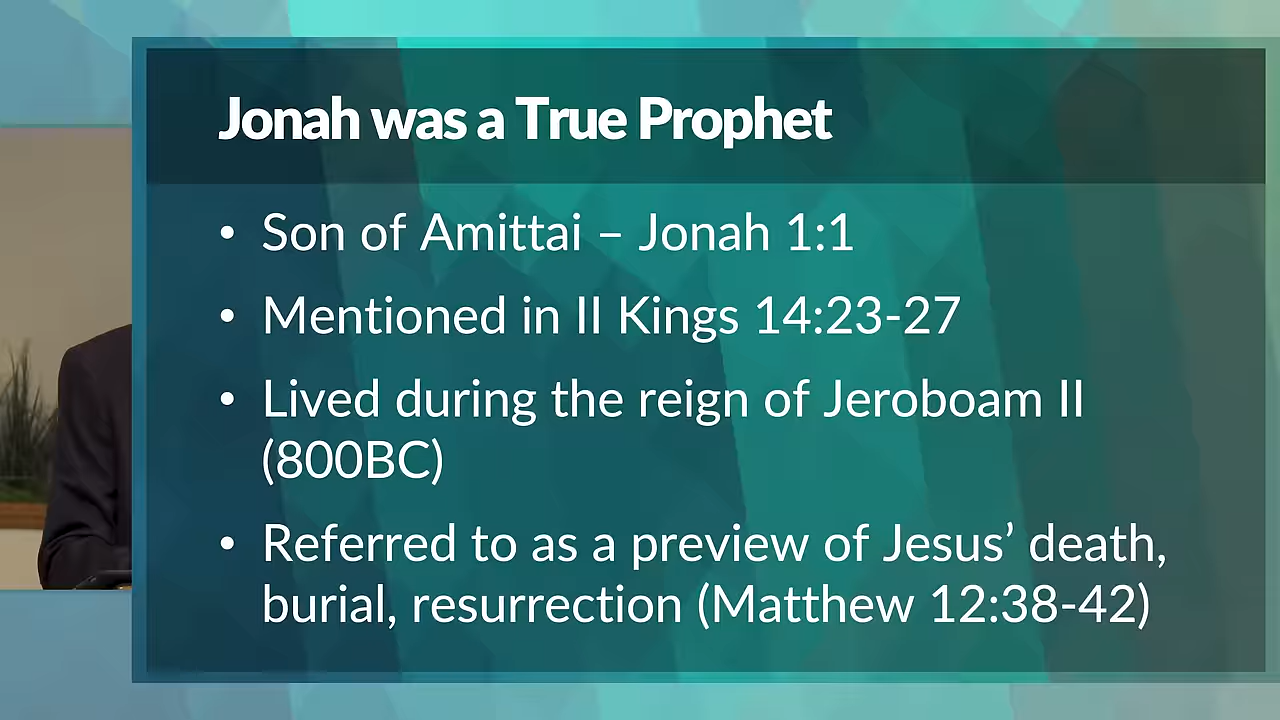 Jonah was a True Prophet
• Son of Amittai – Jonah 1:1
• Mentioned in II Kings 14:23-27
• Lived during the reign of Jeroboam II
(800BC)
• Referred to as a preview of Jesus’ death,
burial, resurrection (Matthew 12:38-42)